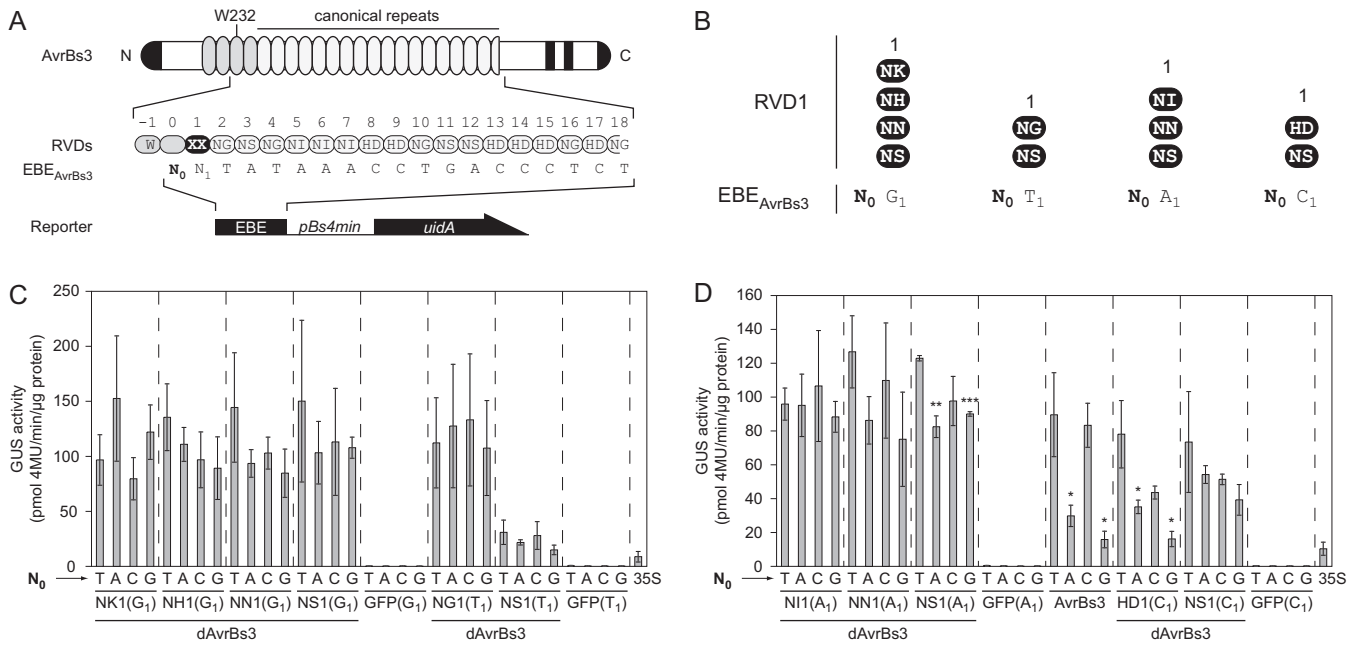 A
W232
canonical repeats
AvrBs3 N C
-1 0 1 2 3 4 5 6 7 8 9 10 11 12 13 14 15 16 17 18
RVDs W XX NG NS NG NI NI NI HD HD NG NS NS HD HD HD NG HD NG
EBEAvrBs3 N0 N1 T A T A A A C C T G A C C C T C T
Reporter EBE pBs4min uidA
B
RVD1
1 1 1 1
NK
NH NI
NN NG NN HD
NS NS NS NS
EBEAvrBs3 N0 G1 N0 T1 N0 A1 N0 C1
C
GUS activity
(pmol 4MU/min/µg protein)
250
200
150
100
50
0
N0 T A C G T A C G T A C G T A C G T A C G T A C G T A C G T A C G 35S
NK1(G1) NH1(G1) NN1(G1) NS1(G1) GFP(G1) NG1(T1) NS1(T1) GFP(T1)
dAvrBs3 dAvrBs3
D
GUS activity
(pmol 4MU/min/µg protein)
160
140
120
100
80
60
40
20
0
** *** * * * *
N0 T A C G T A C G T A C G T A C G T A C G T A C G T A C G T A C G 35S
NI1(A1) NN1(A1) NS1(A1) GFP(A1) AvrBs3 HD1(C1) NS1(C1) GFP(C1)
dAvrBs3 dAvrBs3